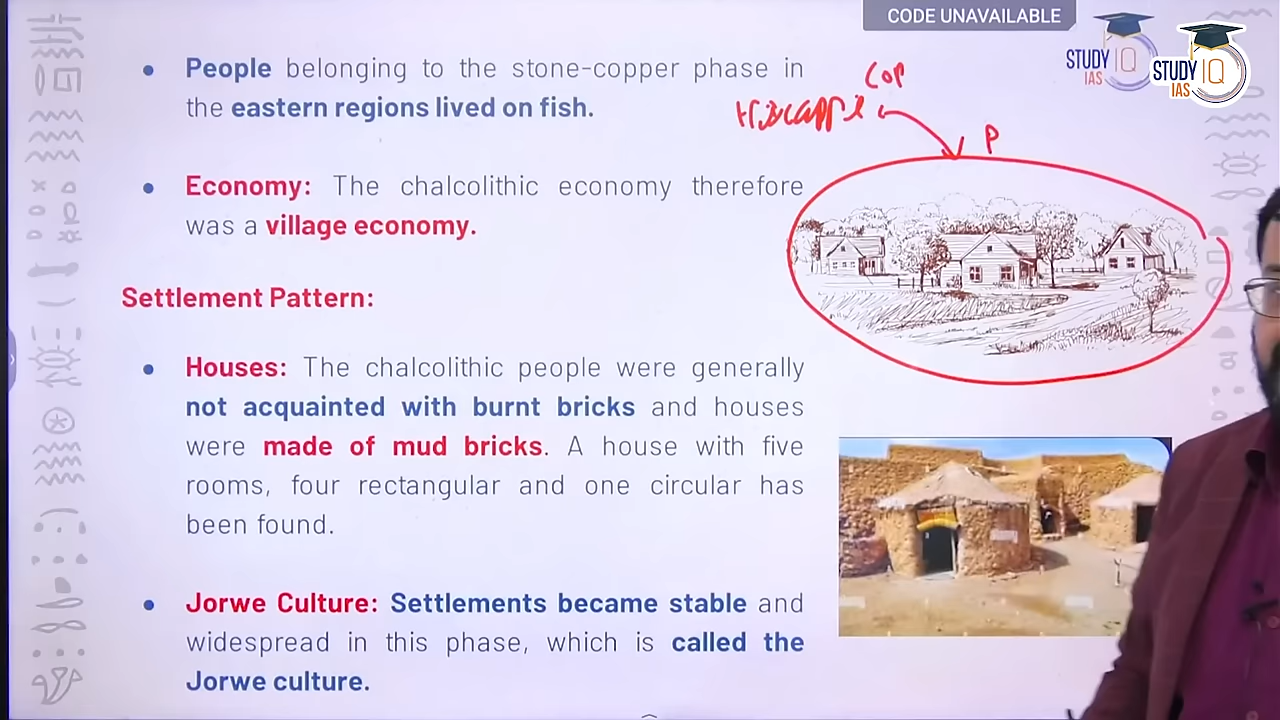 CODE UNAVAILABLE
STUDY IQ
IAS
STUDY IQ
IAS
• People belonging to the stone-copper phase in
the eastern regions lived on fish.
Cop
P
• Economy: The chalcolithic economy therefore
was a village economy.
Settlement Pattern:
• Houses: The chalcolithic people were generally
not acquainted with burnt bricks and houses
were made of mud bricks. A house with five
rooms, four rectangular and one circular has
been found.
• Jorwe Culture: Settlements became stable and
widespread in this phase, which is called the
Jorwe culture.